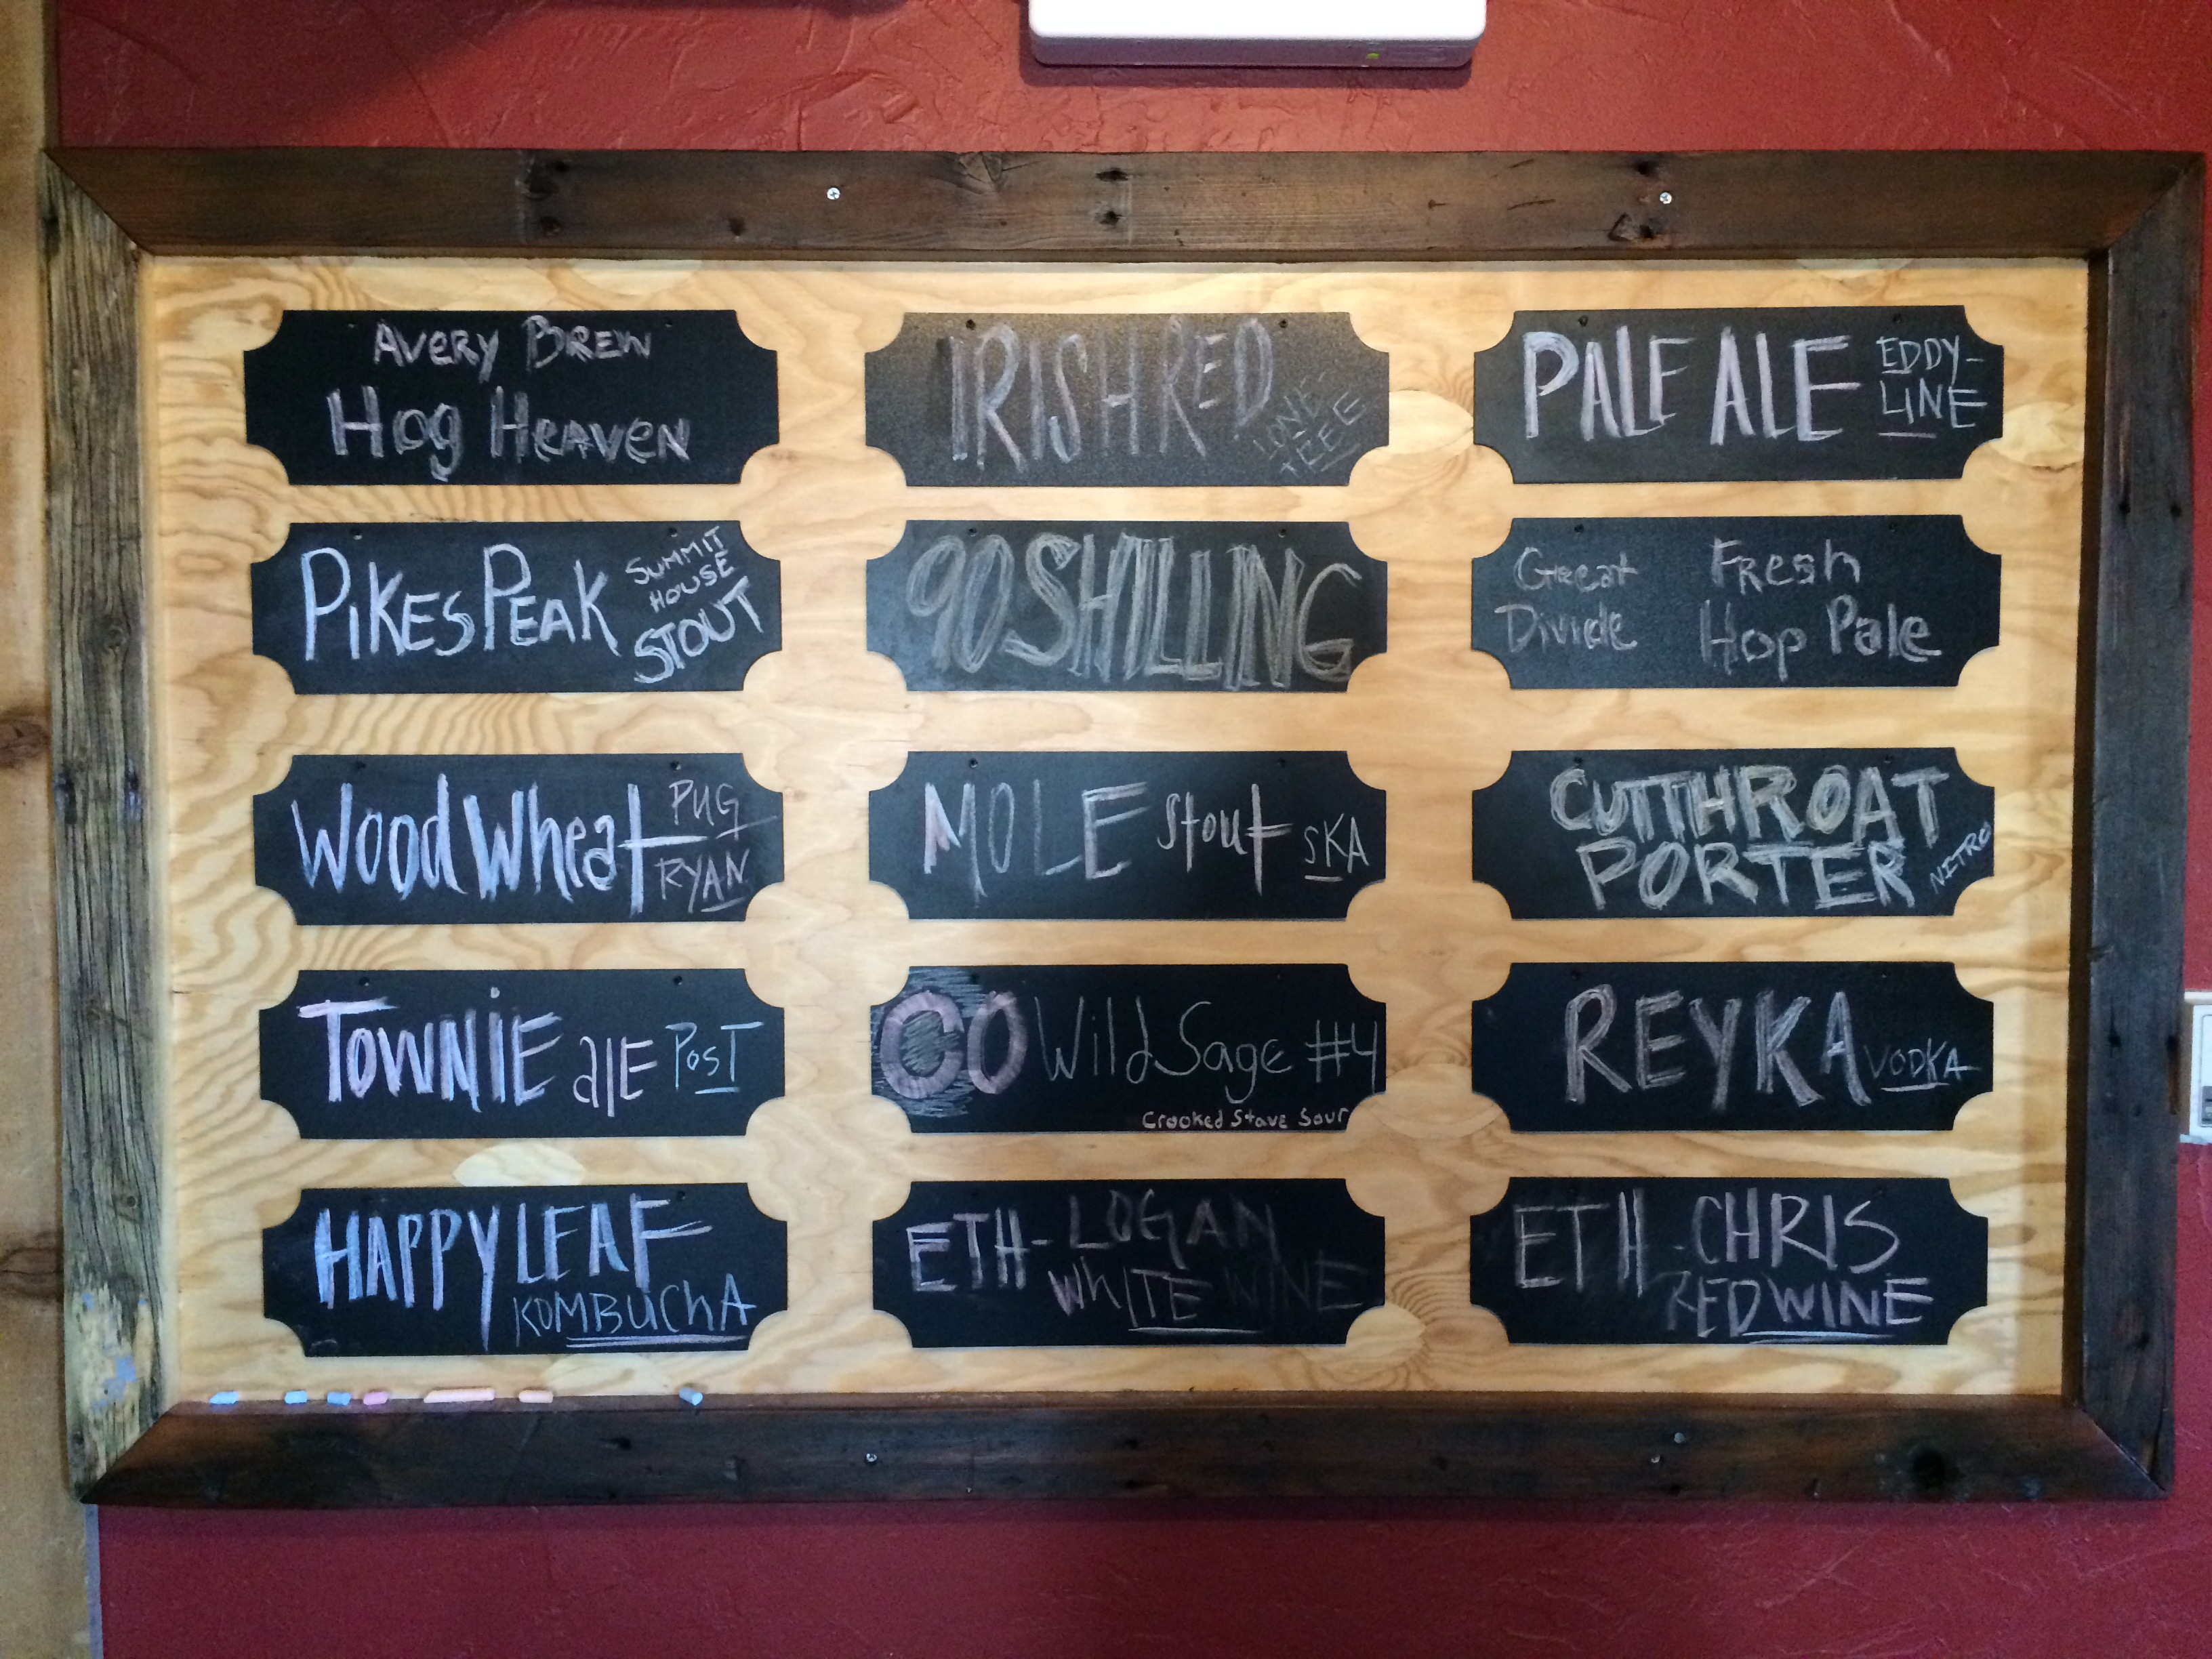 AVERY BREW
HOG HEAVEN
IRISH RED
LONE-
TREE
PALE ALE
EDDY-
LINE
PIKES PEAK
SUMMIT
HOUSE
STOUT
90 SHILLING
Great
Divide
Fresh
Hop Pale
Wood Wheat
PUG
RYAN
MOLE stout SKA
CUTTHROAT
PORTER
NITRO
TOWNiE alE POST
CO Wild Sage #4
Crooked Stave Sour
REYKA VODKA
HAPPY LEAF
KOMBUChA
ETH- LOGAN
WhITE WINE
ETH-CHRIS
RED WINE